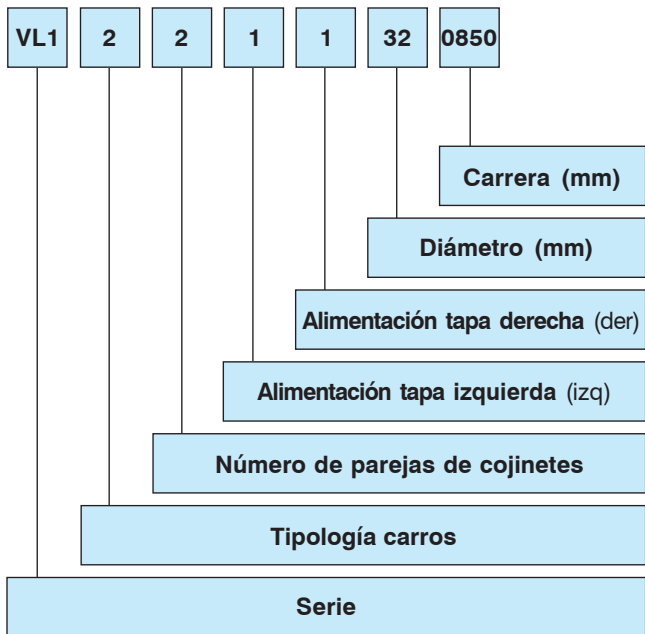 VL1 2 2 1 1 32 0850
Carrera (mm)
Diámetro (mm)
Alimentación tapa derecha (der)
Alimentación tapa izquierda (izq)
Número de parejas de cojinetes
Tipología carros
Serie